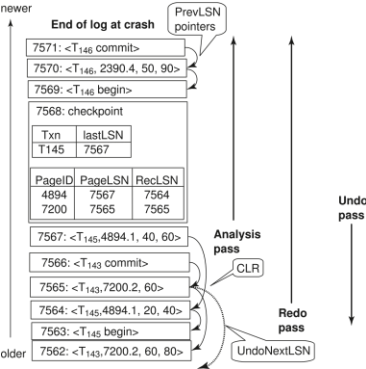 newer
End of log at crash
PrevLSN
pointers
7571: <T146 commit>
7570: <T146, 2390.4, 50, 90>
7569: <T146 begin>
7568: checkpoint
Txn lastLSN
T145 7567
PageID PageLSN RecLSN
4894 7567 7564
7200 7565 7565
7567: <T145,4894.1, 40, 60>
Analysis
pass
Undo
pass
7566: <T143 commit>
CLR
7565: <T143,7200.2, 60>
7564: <T145,4894.1, 20, 40>
Redo
pass
7563: <T145 begin>
older
7562: <T143,7200.2, 60, 80>
UndoNextLSN